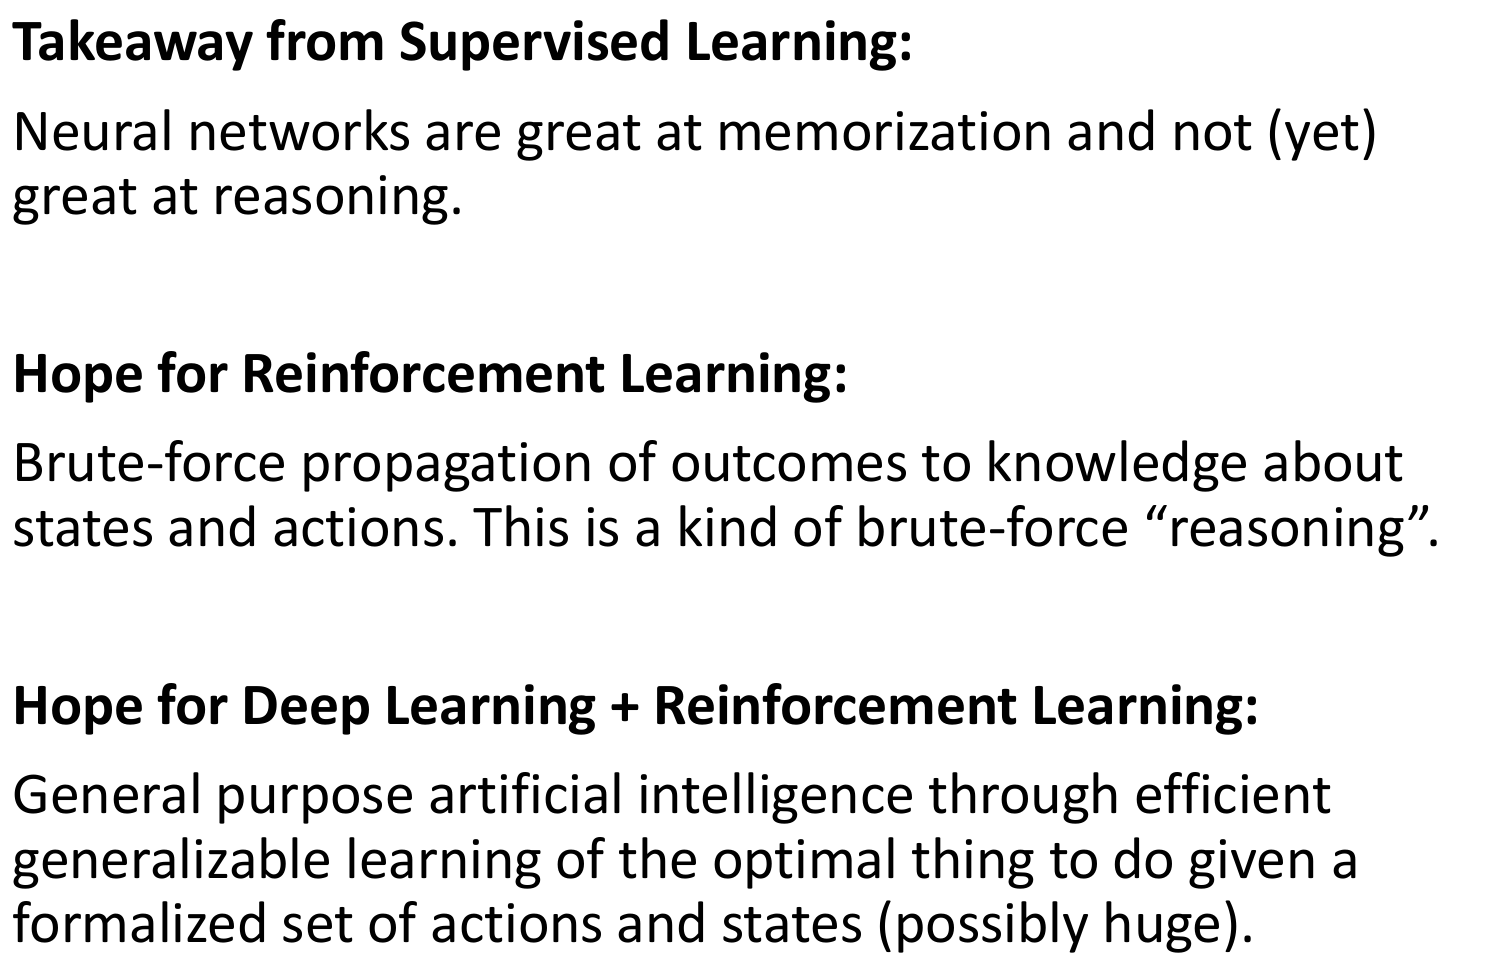 Takeaway from Supervised Learning:
Neural networks are great at memorization and not (yet)
great at reasoning.
Hope for Reinforcement Learning:
Brute-force propagation of outcomes to knowledge about
states and actions. This is a kind of brute-force “reasoning”.
Hope for Deep Learning + Reinforcement Learning:
General purpose artificial intelligence through efficient
generalizable learning of the optimal thing to do given a
formalized set of actions and states (possibly huge).